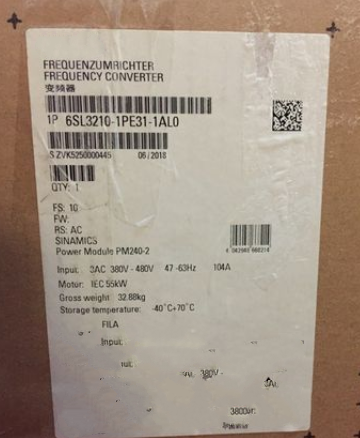 FREQUENZUMRICHTER
FREQUENCY CONVERTER
变频器
1P 6SL3210-1PE31-1AL0
S ZVK5250000445 06/2018
QTY: 1
FS: 10
FW:
RS: AC
SINAMICS
Power Module PM240-2
Input: 3AC 380V - 480V 47 -63Hz 104A
Motor: IEC 55kW
Gross weight 32.88kg
Storage temperature: -40°C+70°C
FILA
Input:
380V